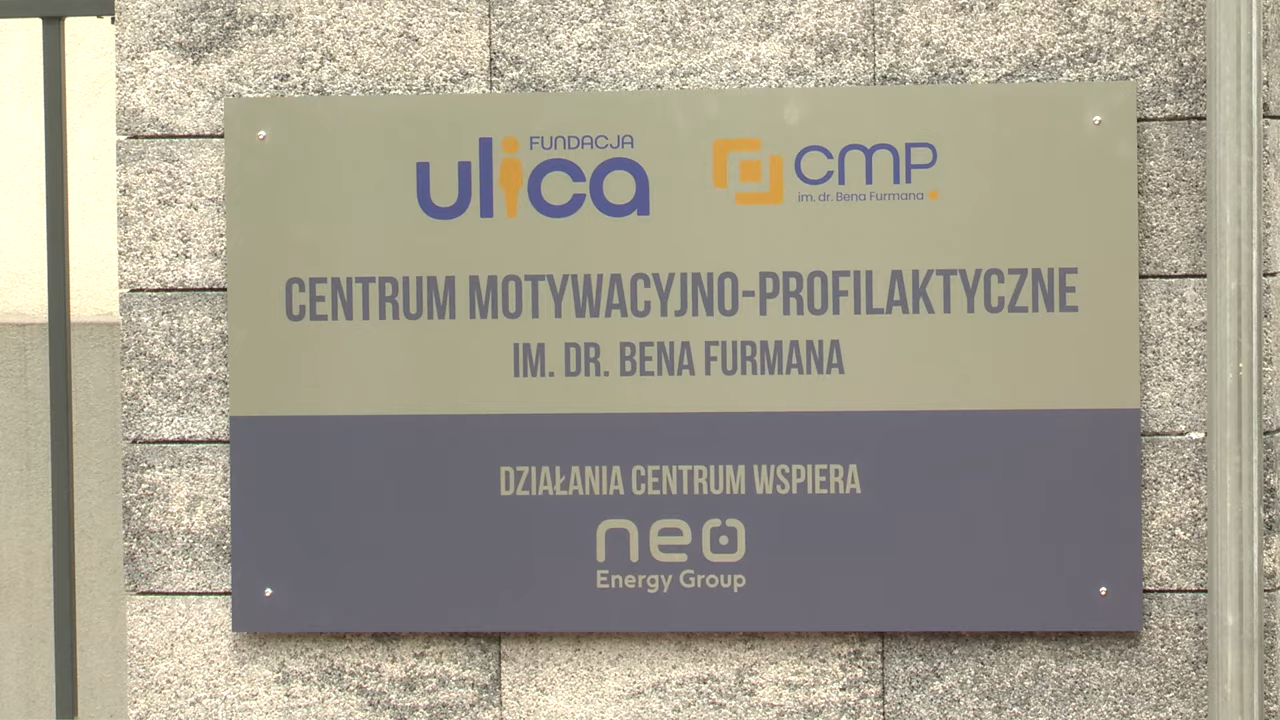 FUNDACJA
ulica
CMP
im. dr. Bena Furmana
CENTRUM MOTYWACYJNO-PROFILAKTYCZNE
IM. DR. BENA FURMANA
DZIAŁANIA CENTRUM WSPIERA
neo
Energy Group